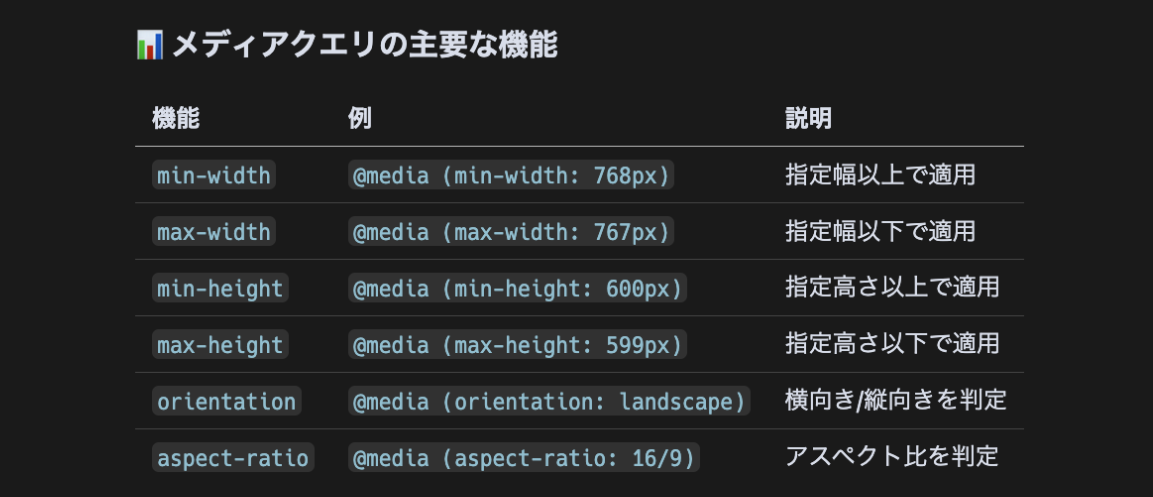 📊 メディアクエリの主要な機能
機能 例 説明
min-width @media (min-width: 768px) 指定幅以上で適用
max-width @media (max-width: 767px) 指定幅以下で適用
min-height @media (min-height: 600px) 指定高さ以上で適用
max-height @media (max-height: 599px) 指定高さ以下で適用
orientation @media (orientation: landscape) 横向き/縦向きを判定
aspect-ratio @media (aspect-ratio: 16/9) アスペクト比を判定